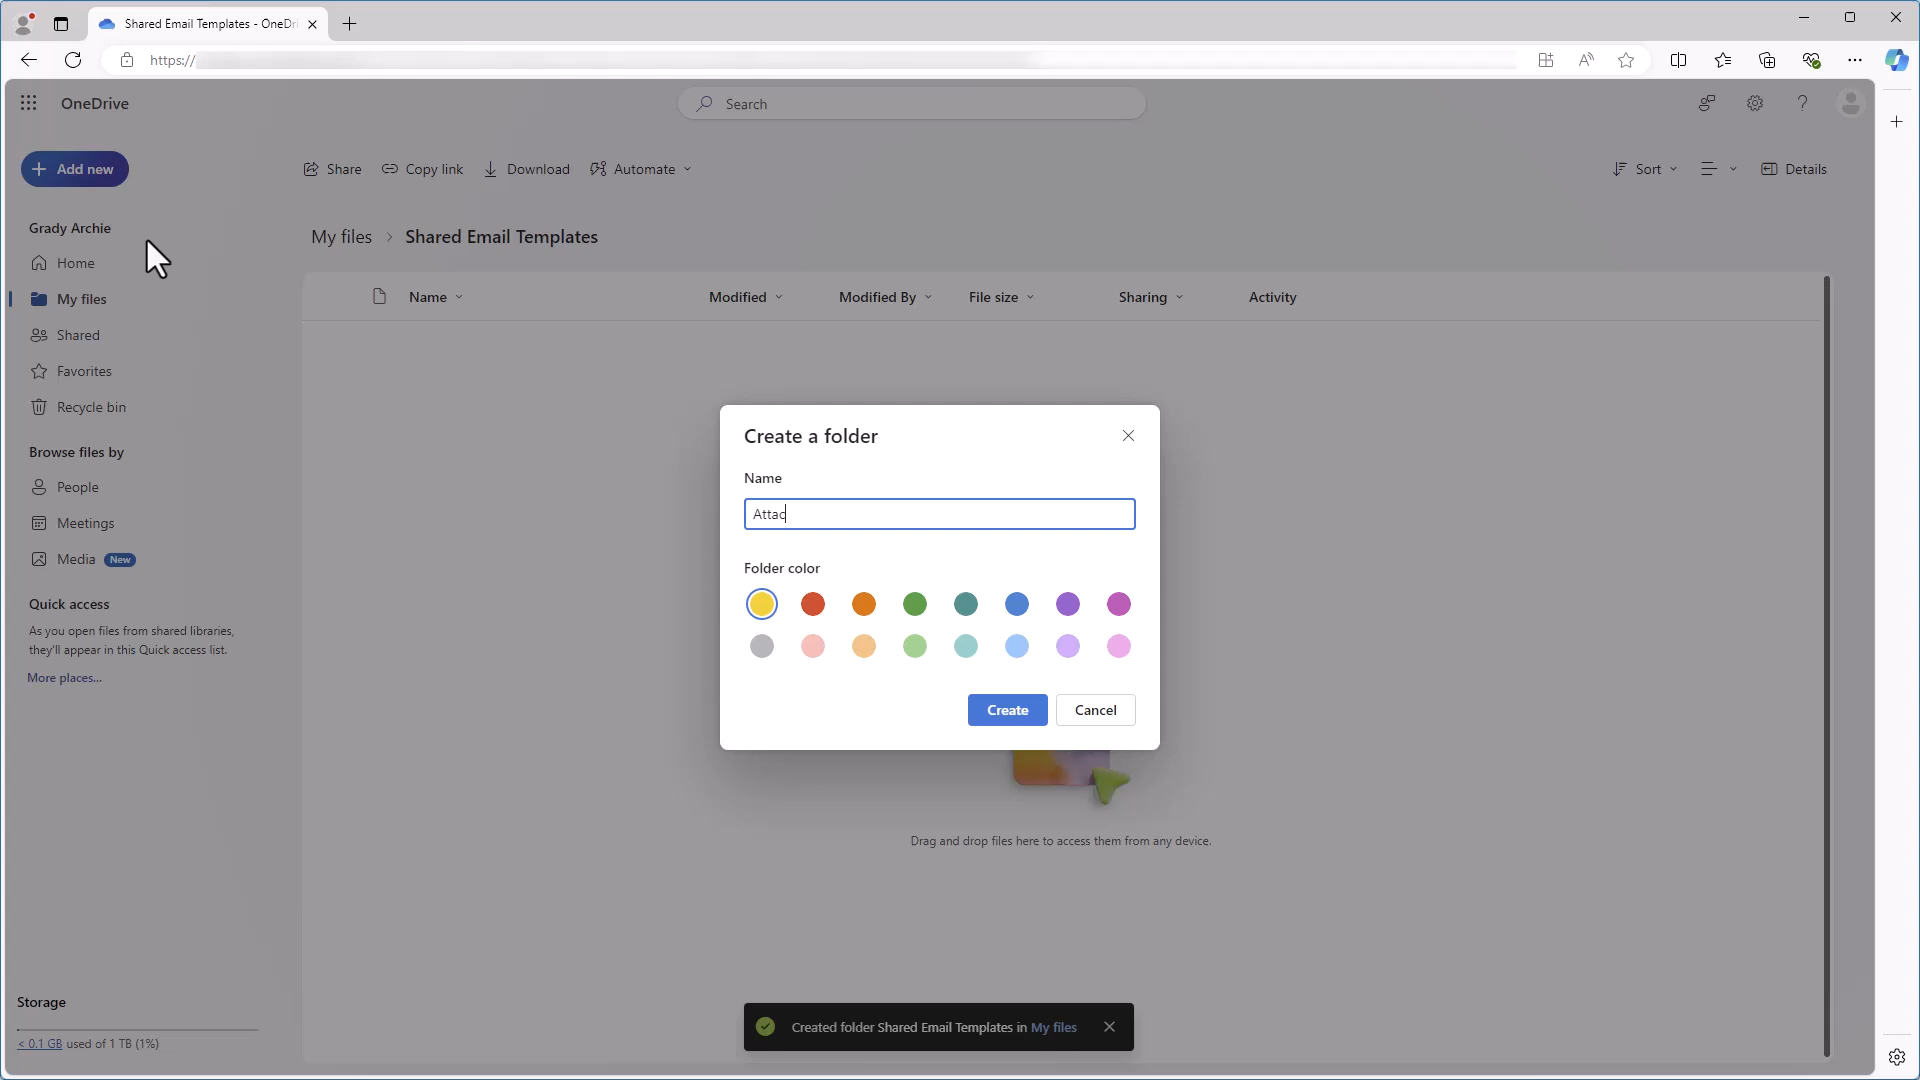 Shared Email Templates - OneDri
https://
OneDrive
Search
Add new
Share
Copy link
Download
Automate
Sort
Details
Grady Archie
Home
My files
Shared
Favorites
Recycle bin
Browse files by
People
Meetings
Media New
Quick access
As you open files from shared libraries,
they'll appear in this Quick access list.
More places...
Storage
< 0.1 GB used of 1 TB (1%)
My files > Shared Email Templates
Name
Modified
Modified By
File size
Sharing
Activity
Create a folder
Name
Attac
Folder color
Create
Cancel
Drag and drop files here to access them from any device.
Created folder Shared Email Templates in My files